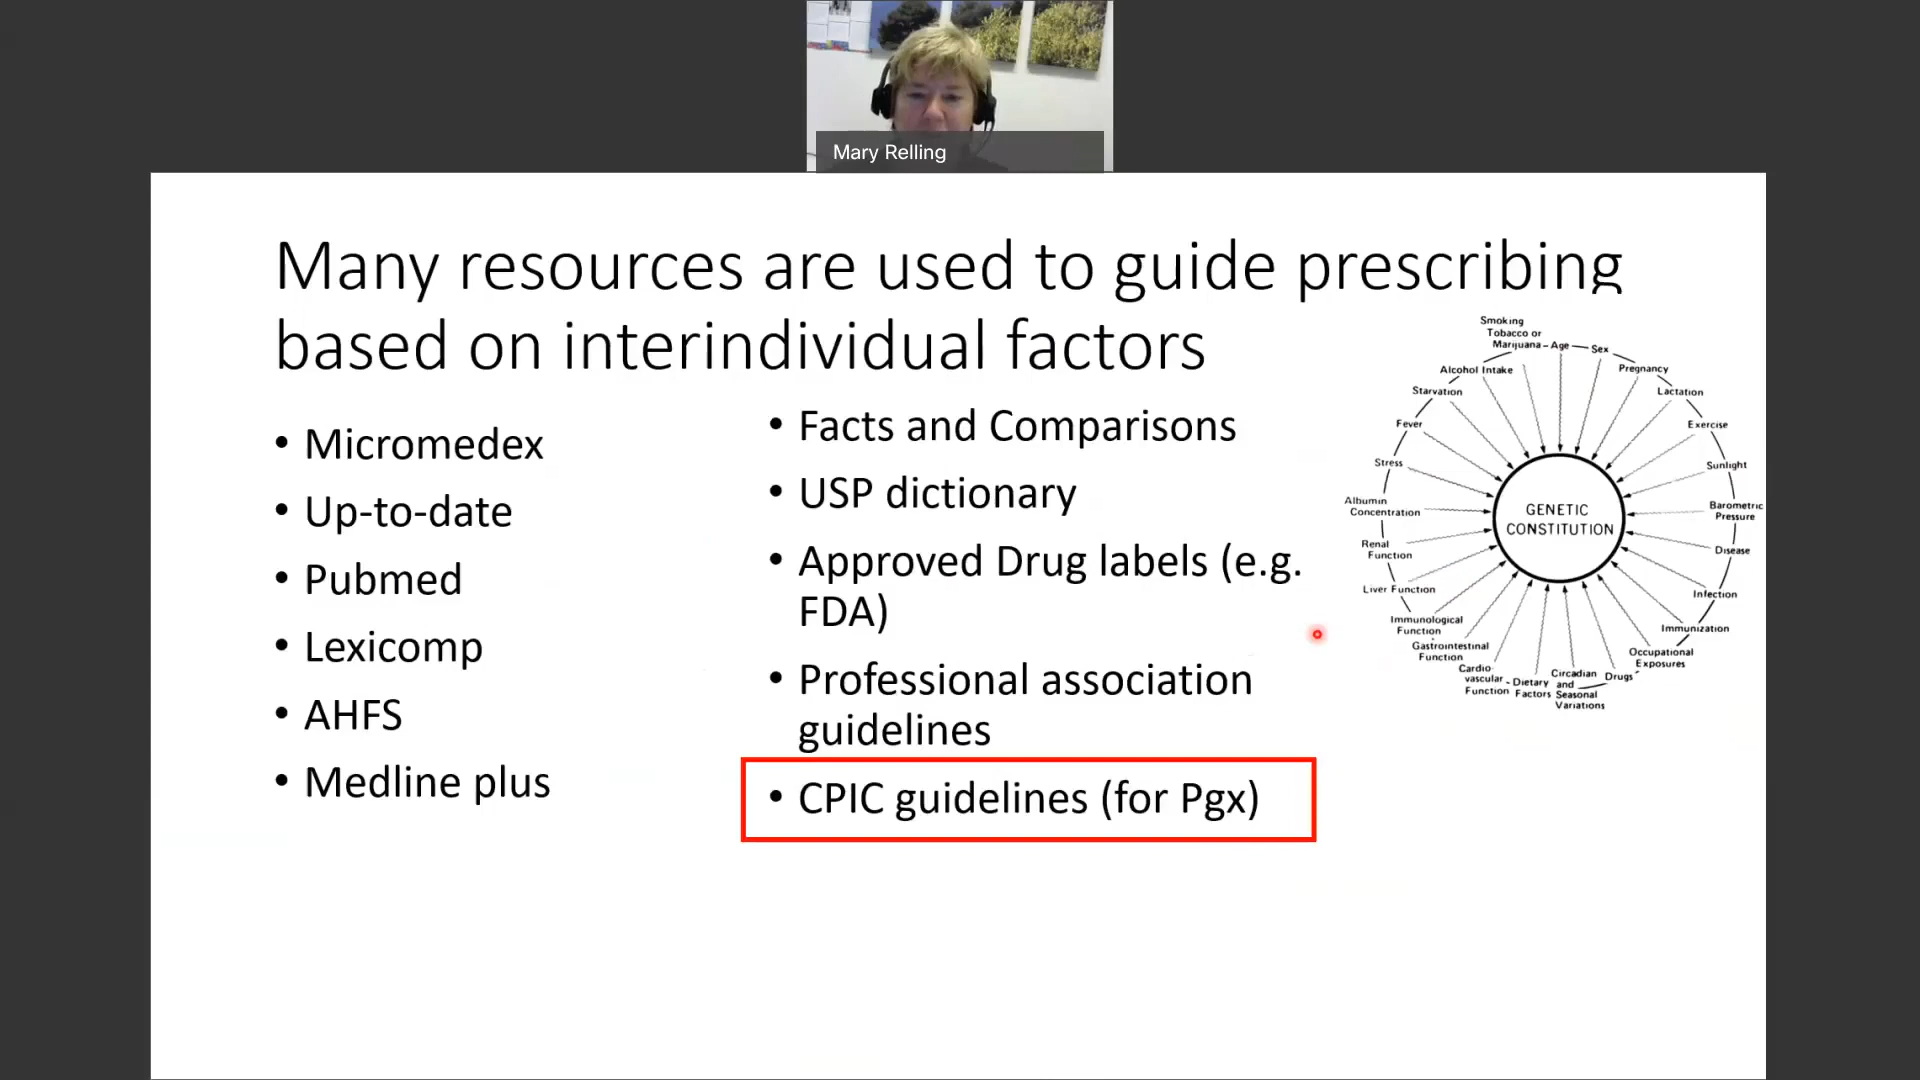 Mary Relling
Many resources are used to guide prescribing
based on interindividual factors
• Micromedex
• Up-to-date
• Pubmed
• Lexicomp
• AHFS
• Medline plus
• Facts and Comparisons
• USP dictionary
• Approved Drug labels (e.g.
FDA)
• Professional association
guidelines
• CPIC guidelines (for Pgx)
Smoking
Tobacco or
Marijuana
Age
Sex
Pregnancy
Lactation
Exercise
Sunlight
Barometric
Pressure
Disease
Infection
Immunization
Occupational
Exposures
Drugs
Circadian
and
Seasonal
Variations
Dietary
Factors
Cardio-
vascular
Function
Gastrointestinal
Function
Immunological
Function
Liver Function
Renal
Function
Albumin
Concentration
Stress
Fever
Starvation
Alcohol Intake
GENETIC
CONSTITUTION